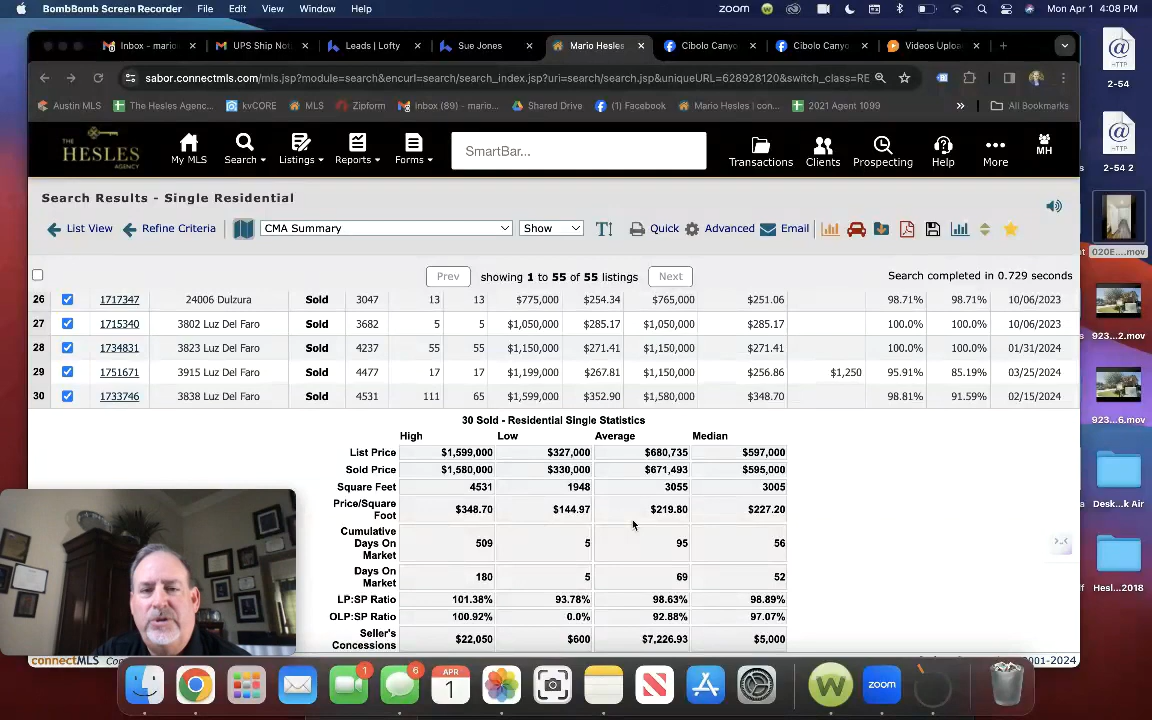 BombBomb Screen Recorder File Edit View Window Help zoom Mon Apr 1 4:08 PM
Inbox - mario UPS Ship No Leads | Lofty Sue Jones Mario Hesles Cibolo Canyo Cibolo Canyo Videos Uploa
sabor.connectmls.com/mls.jsp?module=search&encurl=search/search_index.jsp?uri=search/search.jsp&uniqueURL=628928120&switch_class=RE
Austin MLS The Hesles Agenc... kvCORE MLS Zipform Inbox (89) - mario... Shared Drive (1) Facebook Mario Hesles | con... 2021 Agent 1099 » All Bookmarks
THE
HESLES
AGENCY
My MLS Search Listings Reports Forms SmartBar... Transactions Clients Prospecting Help More MH
Search Results - Single Residential
List View Refine Criteria CMA Summary Show Quick Advanced Email
Prev showing 1 to 55 of 55 listings Next Search completed in 0.729 seconds
26 1717347 24006 Dulzura Sold 3047 13 13 $775,000 $254.34 $765,000 $251.06 98.71% 98.71% 10/06/2023
27 1715340 3802 Luz Del Faro Sold 3682 5 5 $1,050,000 $285.17 $1,050,000 $285.17 100.0% 100.0% 10/06/2023
28 1734831 3823 Luz Del Faro Sold 4237 55 55 $1,150,000 $271.41 $1,150,000 $271.41 100.0% 100.0% 01/31/2024
29 1751671 3915 Luz Del Faro Sold 4477 17 17 $1,199,000 $267.81 $1,150,000 $256.86 $1,250 95.91% 85.19% 03/25/2024
30 1733746 3838 Luz Del Faro Sold 4531 111 65 $1,599,000 $352.90 $1,580,000 $348.70 98.81% 91.59% 02/15/2024
30 Sold - Residential Single Statistics
High Low Average Median
List Price $1,599,000 $327,000 $680,735 $597,000
Sold Price $1,580,000 $330,000 $671,493 $595,000
Square Feet 4531 1948 3055 3005
Price/Square
Foot $348.70 $144.97 $219.80 $227.20
Cumulative
Days On 509 5 95 56
Market
Days On
Market 180 5 69 52
LP:SP Ratio 101.38% 93.78% 98.63% 98.89%
OLP:SP Ratio 100.92% 0.0% 92.88% 97.07%
Seller's
Concessions $22,050 $600 $7,226.93 $5,000
connectMLS
001-2024
2-54
2-54 2
020E....mov
923...2.mov
923...6.mov
Desk...k Air
Hesl...2018
1 6 APR
1
zoom